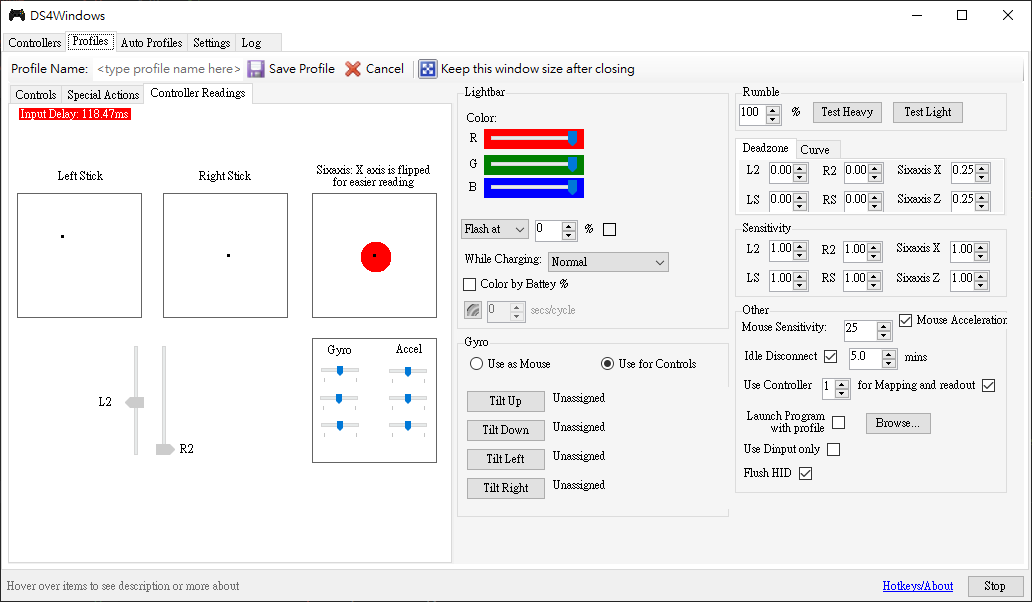 DS4Windows
Controllers Profiles Auto Profiles Settings Log
Profile Name: <type profile name here> Save Profile Cancel Keep this window size after closing
Controls Special Actions Controller Readings
Input Delay: 118.47ms
Left Stick
Right Stick
Sixaxis: X axis is flipped
for easier reading
L2
R2
Gyro Accel
Lightbar
Color:
R
G
B
Flash at 0 %
While Charging: Normal
Color by Battey %
0 secs/cycle
Gyro
Use as Mouse Use for Controls
Tilt Up Unassigned
Tilt Down Unassigned
Tilt Left Unassigned
Tilt Right Unassigned
Rumble
100 % Test Heavy Test Light
Deadzone Curve
L2 0.00 R2 0.00 Sixaxis X 0.25
LS 0.00 RS 0.00 Sixaxis Z 0.25
Sensitivity
L2 1.00 R2 1.00 Sixaxis X 1.00
LS 1.00 RS 1.00 Sixaxis Z 1.00
Other
Mouse Sensitivity: 25 Mouse Acceleration
Idle Disconnect 5.0 mins
Use Controller 1 for Mapping and readout
Launch Program
with profile Browse...
Use Dinput only
Flush HID
Hover over items to see description or more about
Hotkeys/About Stop